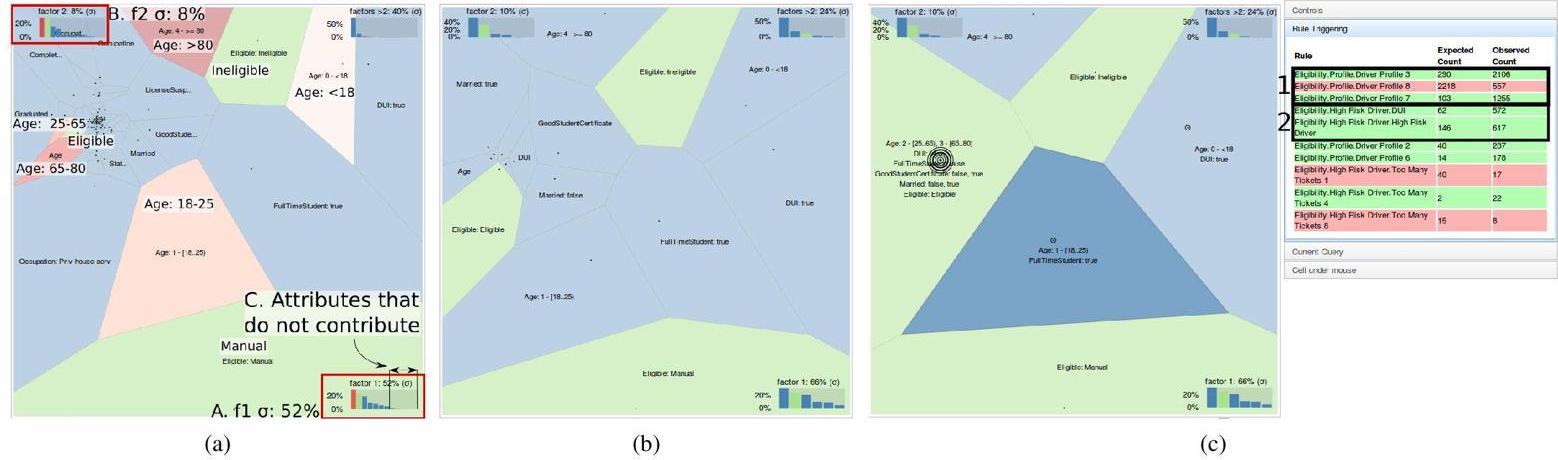 factor 2: 8% (σ)
20%
0%
B. f2 σ: 8%
factors >2: 40% (σ)
50%
0%
Occupation
Complet...
Age: 4 - >= 80
Age: >80
Eligible: Ineligible
Ineligible
Age: 0 - <18
Age: <18
DUI: true
LicenseSusp...
Graduated
Age: 25-65
GoodStude...
Eligible
Age
Married
Stat...
Age: 65-80
Age: 18-25
FullTimeStudent: true
Age: 1 - [18..25)
Occupation: Priv house serv
C. Attributes that
do not contribute
Manual
Eligible: Manual
factor 1: 52% (σ)
20%
0%
A. f1 σ: 52%
(a)
factor 2: 10% (σ)
40%
20%
0%
Age: 4 - >= 80
factors >2: 24% (σ)
50%
0%
Married: true
Eligible: Ineligible
Age: 0 - <18
GoodStudentCertificate
DUI
Age
Married: false
DUI: true
Eligible: Eligible
FullTimeStudent: true
Age: 1 - [18..25)
Eligible: Manual
factor 1: 66% (σ)
20%
0%
(b)
factor 2: 10% (σ)
40%
20%
0%
Age: 4 - >= 80
factors >2: 24% (σ)
50%
0%
Eligible: Ineligible
Age: 2 - [25..65), 3 - [65..80)
GoodStudentCertificate: false, true
Married: false, true
Eligible: Eligible
Age: 0 - <18
DUI: true
Age: 1 - [18..25)
FullTimeStudent: true
Eligible: Manual
factor 1: 66% (σ)
20%
0%
(c)
Controls
Rule Triggering
Rule Expected Count Observed Count
1
Eligibility.Profile.Driver Profile 3 290 2106
Eligibility.Profile.Driver Profile 8 2218 557
Eligibility.Profile.Driver Profile 7 103 1255
2
Eligibility.High Risk Driver.DUI 62 572
Eligibility.High Risk Driver.High Risk
Driver 146 617
Eligibility.Profile.Driver Profile 2 40 207
Eligibility.Profile.Driver Profile 6 14 178
Eligibility.High Risk Driver.Too Many
Tickets 1 40 17
Eligibility.High Risk Driver.Too Many
Tickets 4 2 22
Eligibility.High Risk Driver.Too Many
Tickets 8 15 8
Current Query
Cell under mouse